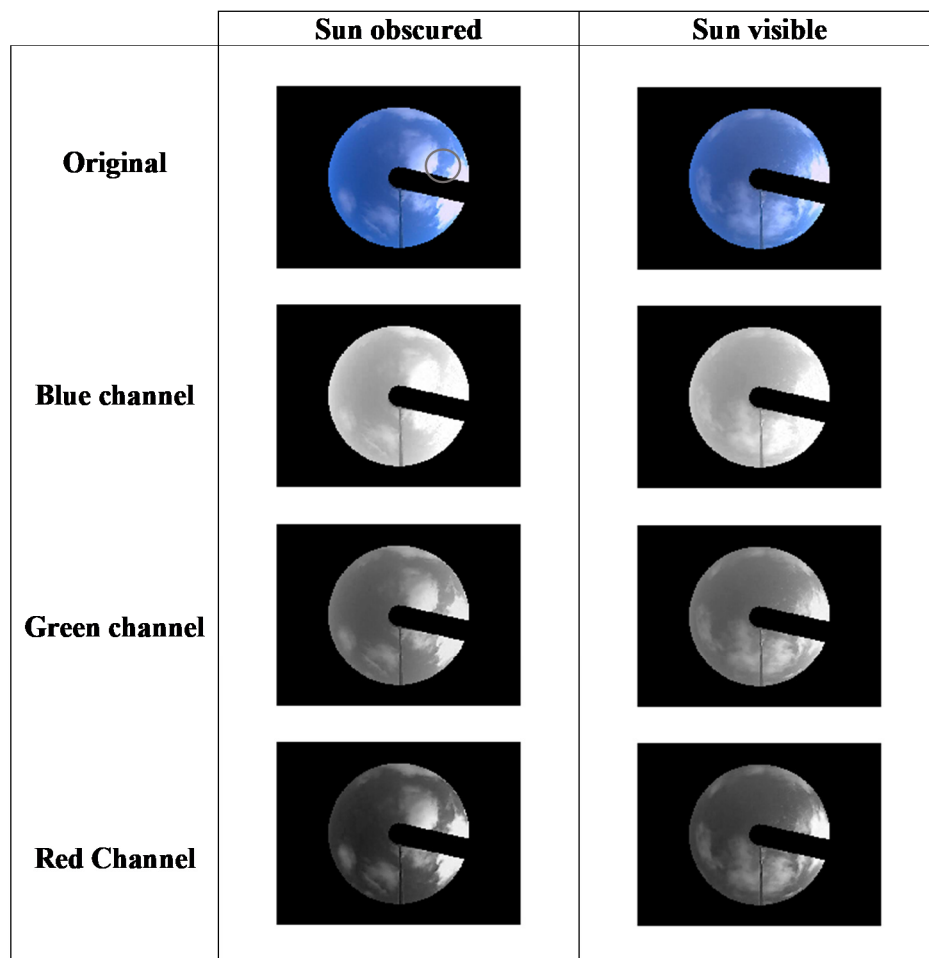 Sun obscured
Sun visible
Original
Blue channel
Green channel
Red Channel